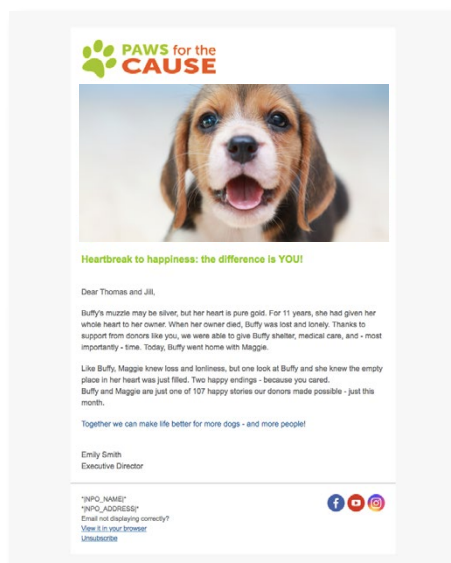 PAWS for the
CAUSE
Heartbreak to happiness: the difference is YOU!
Dear Thomas and Jill,
Buffy's muzzle may be silver, but her heart is pure gold. For 11 years, she had given her
whole heart to her owner. When her owner died, Buffy was lost and lonely. Thanks to
support from donors like you, we were able to give Buffy shelter, medical care, and - most
importantly - time. Today, Buffy went home with Maggie.
Like Buffy, Maggie knew loss and lonliness, but one look at Buffy and she knew the empty
place in her heart was just filled. Two happy endings - because you cared.
Buffy and Maggie are just one of 107 happy stories our donors made possible - just this
month.
Together we can make life better for more dogs - and more people!
Emily Smith
Executive Director
*|NPO_NAME|*
*|NPO_ADDRESS|*
Email not displaying correctly?
View it in your browser
Unsubscribe